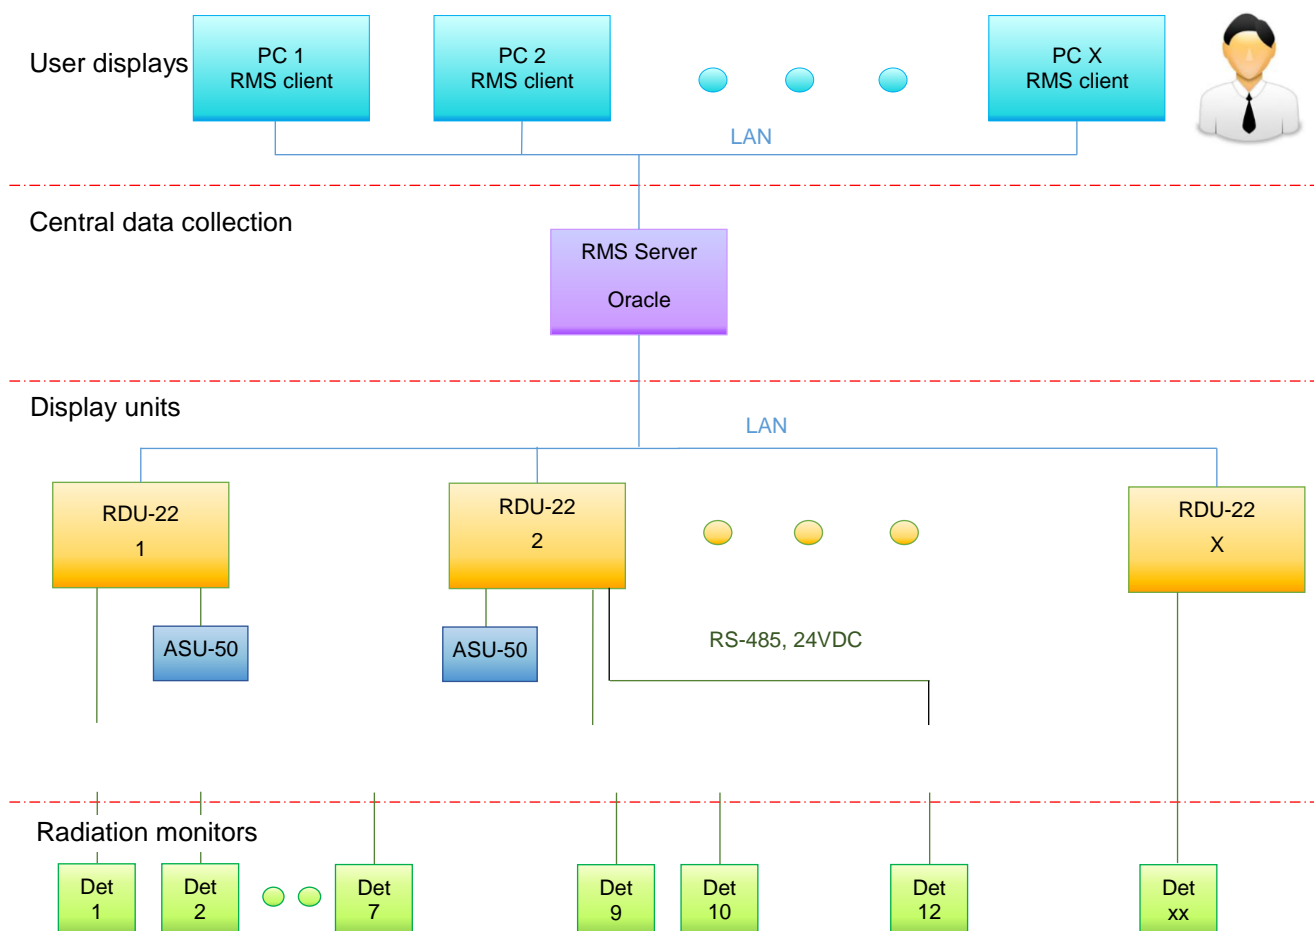 User displays
PC 1
RMS client
PC 2
RMS client
PC X
RMS client
LAN
Central data collection
RMS Server
Oracle
Display units
LAN
RDU-22
1
RDU-22
2
RDU-22
X
ASU-50
ASU-50
RS-485, 24VDC
Radiation monitors
Det
1
Det
2
Det
7
Det
9
Det
10
Det
12
Det
xx